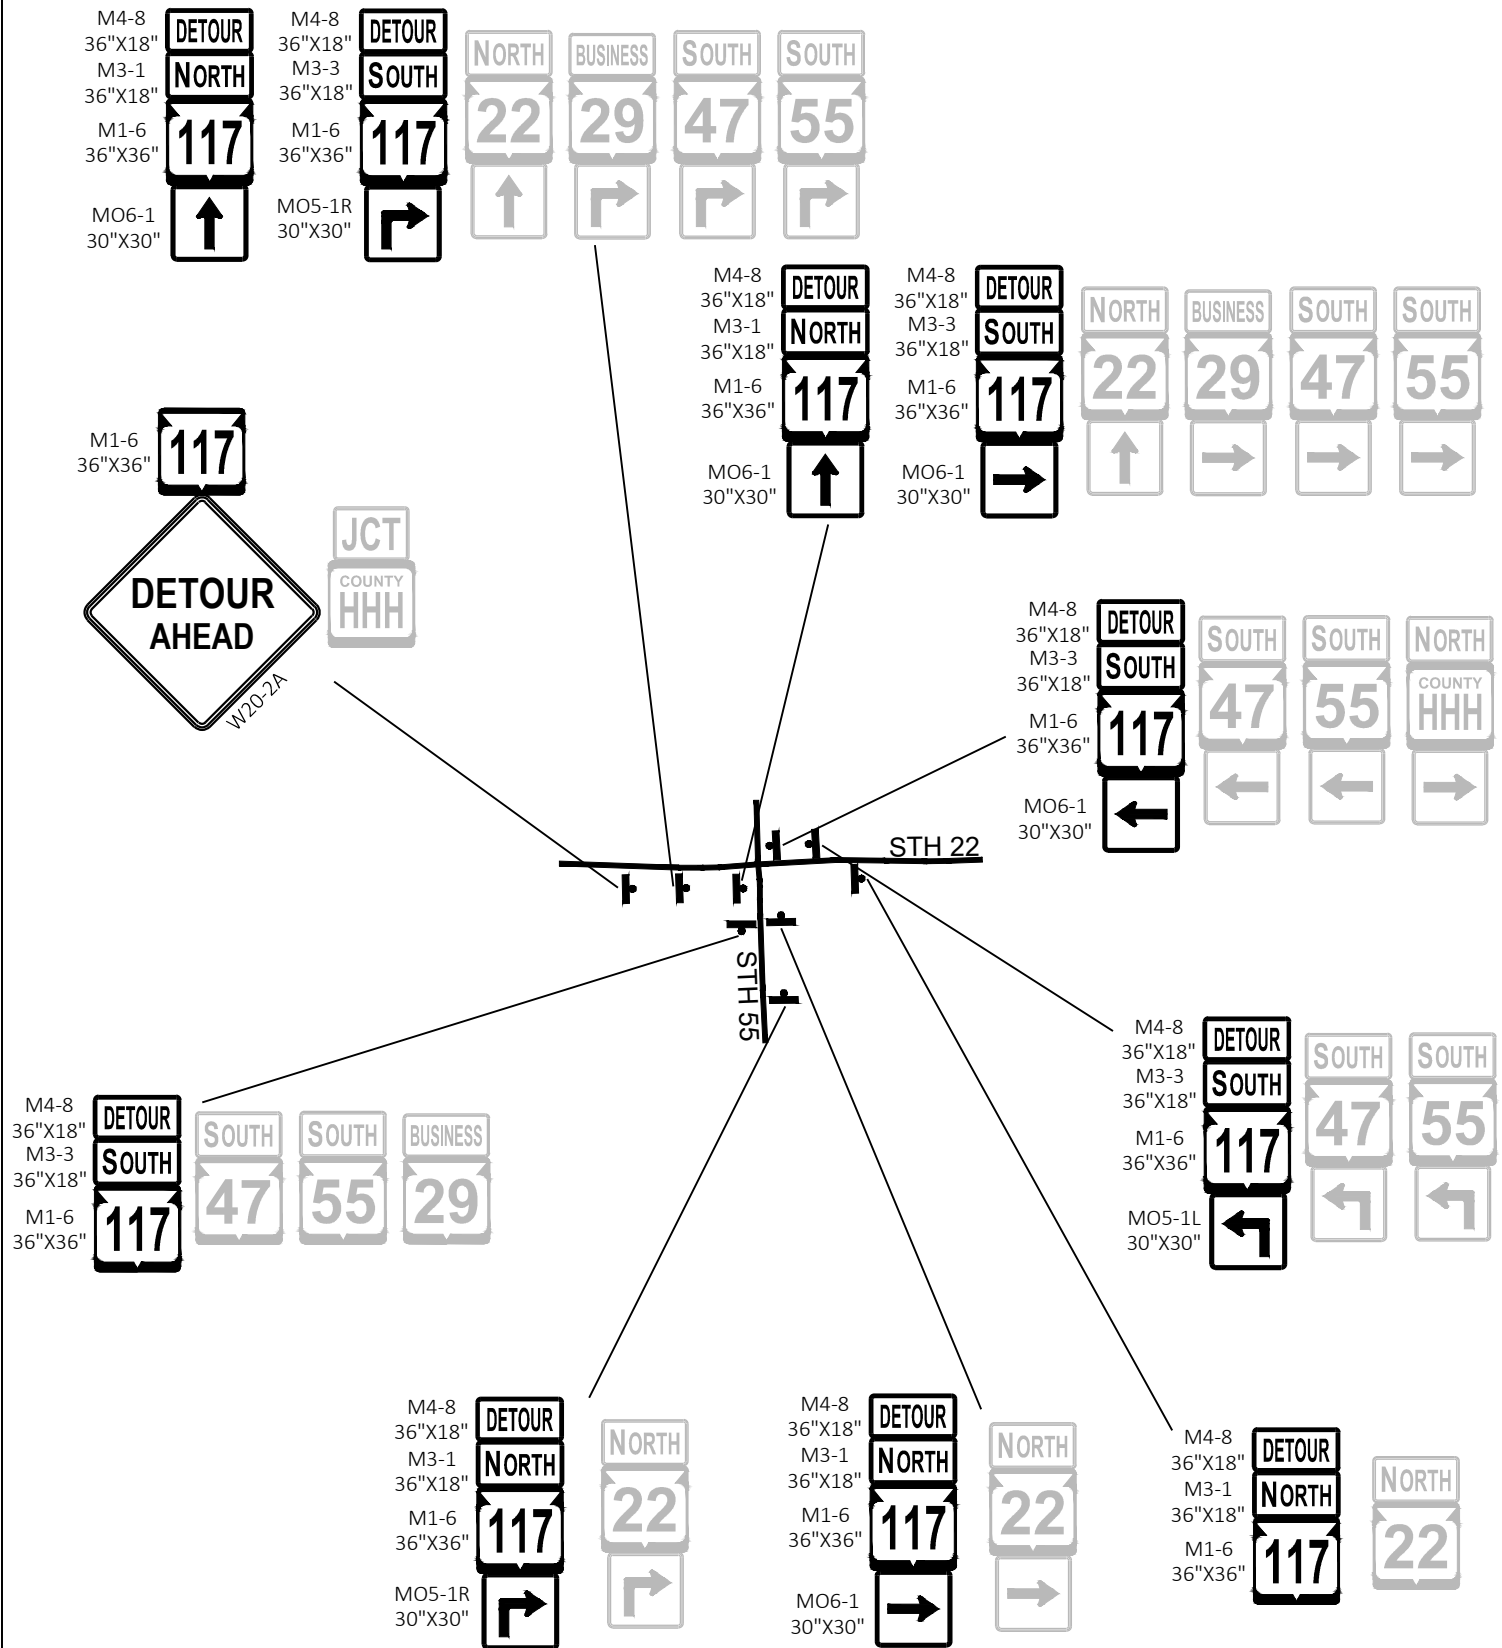 M4-8
36"X18"
M3-1
36"X18"
M1-6
36"X36"
MO6-1
30"X30"
DETOUR
NORTH
117
M4-8
36"X18"
M3-3
36"X18"
M1-6
36"X36"
MO5-1R
30"X30"
DETOUR
SOUTH
117
NORTH
22
BUSINESS
29
SOUTH
47
SOUTH
55
M4-8
36"X18"
M3-1
36"X18"
M1-6
36"X36"
MO6-1
30"X30"
DETOUR
NORTH
117
M4-8
36"X18"
M3-3
36"X18"
M1-6
36"X36"
MO6-1
30"X30"
DETOUR
SOUTH
117
NORTH
22
BUSINESS
29
SOUTH
47
SOUTH
55
M1-6
36"X36"
117
DETOUR
AHEAD
W20-2A
JCT
COUNTY
HHH
M4-8
36"X18"
M3-3
36"X18"
M1-6
36"X36"
MO6-1
30"X30"
DETOUR
SOUTH
117
SOUTH
47
SOUTH
55
NORTH
COUNTY
HHH
STH 22
STH 55
M4-8
36"X18"
M3-3
36"X18"
M1-6
36"X36"
MO5-1L
30"X30"
DETOUR
SOUTH
117
SOUTH
47
SOUTH
55
M4-8
36"X18"
M3-3
36"X18"
M1-6
36"X36"
DETOUR
SOUTH
117
SOUTH
47
SOUTH
55
BUSINESS
29
M4-8
36"X18"
M3-1
36"X18"
M1-6
36"X36"
MO5-1R
30"X30"
DETOUR
NORTH
117
NORTH
22
M4-8
36"X18"
M3-1
36"X18"
M1-6
36"X36"
MO6-1
30"X30"
DETOUR
NORTH
117
NORTH
22
M4-8
36"X18"
M3-1
36"X18"
M1-6
36"X36"
DETOUR
NORTH
117
NORTH
22